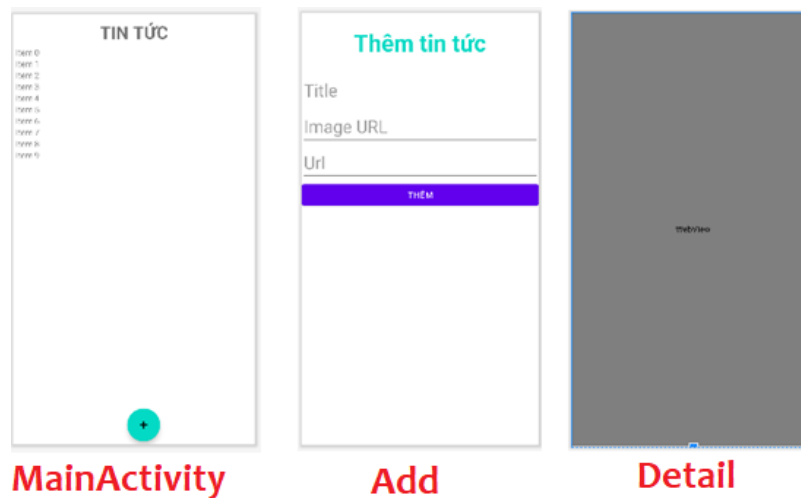 TIN TỨC
Item 0
Item 1
Item 2
Item 3
Item 4
Item 5
Item 6
Item 7
Item 8
Item 9
+
MainActivity
Thêm tin tức
Title
Image URL
Url
THÊM
Add
WebView
Detail